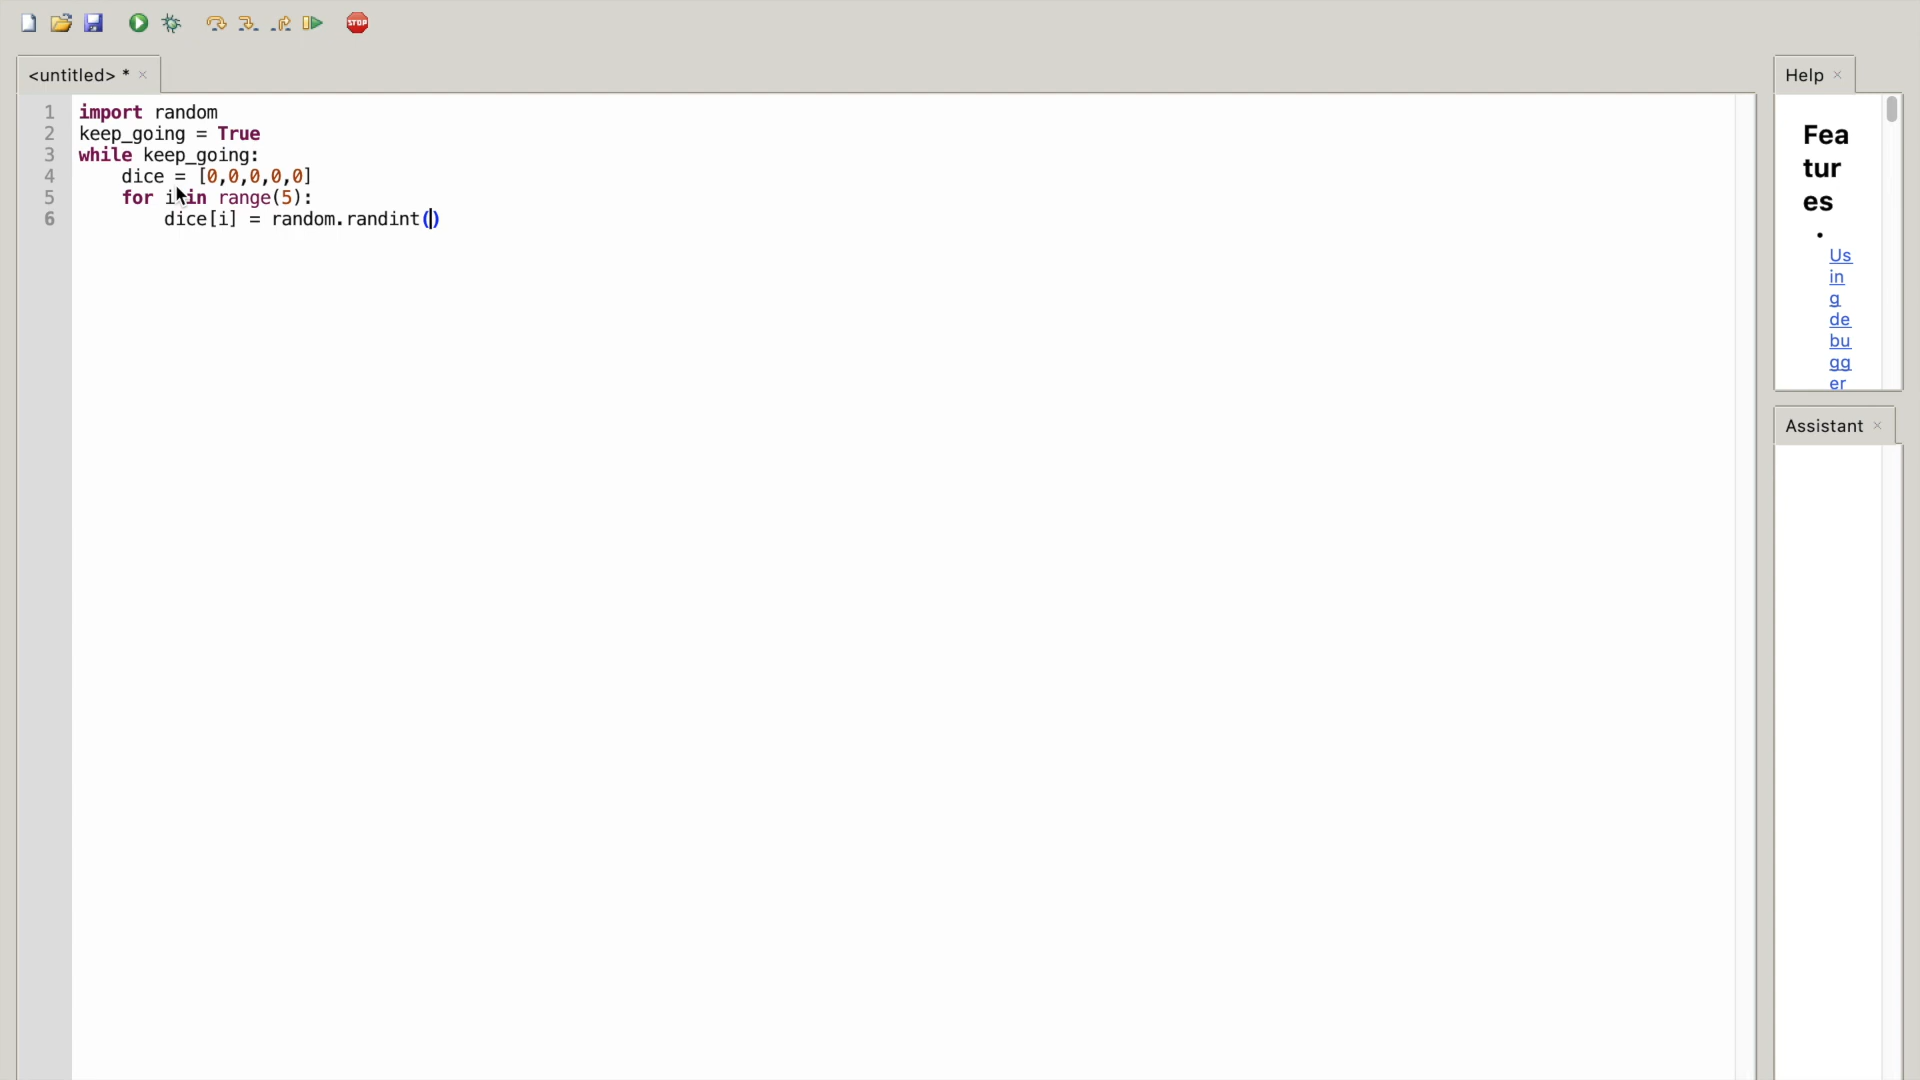 STOP
<untitled> *
Help
1 import random
2 keep_going = True
3 while keep_going:
4     dice = [0,0,0,0,0]
5     for i in range(5):
6         dice[i] = random.randint()
Fea
tur
es
• 
Us
in
g
de
bu
gg
er
Assistant